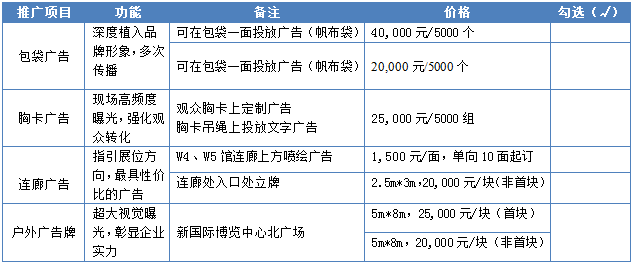 推广项目 功能 备注 价格 勾选（✓）
包袋广告
深度植入品
牌形象，多次
传播
可在包袋一面投放广告（帆布袋） 40,000 元/5000 个
可在包袋一面投放广告（帆布袋） 20,000 元/5000 个
胸卡广告
现场高频度
曝光，强化观
众转化
观众胸卡上定制广告
胸卡吊绳上投放文字广告
25,000 元/5000 组
连廊广告
指引展位方
向，最具性价
比的广告
W4、W5 馆连廊上方喷绘广告 1,500 元/面，单向 10 面起订
连廊处入口处立牌 2.5m*3m,20,000 元/块(非首块)
户外广告牌
超大视觉曝
光，彰显企业
实力
新国际博览中心北广场
5m*8m, 25,000 元/块（首块）
5m*8m, 20,000 元/块（非首块）